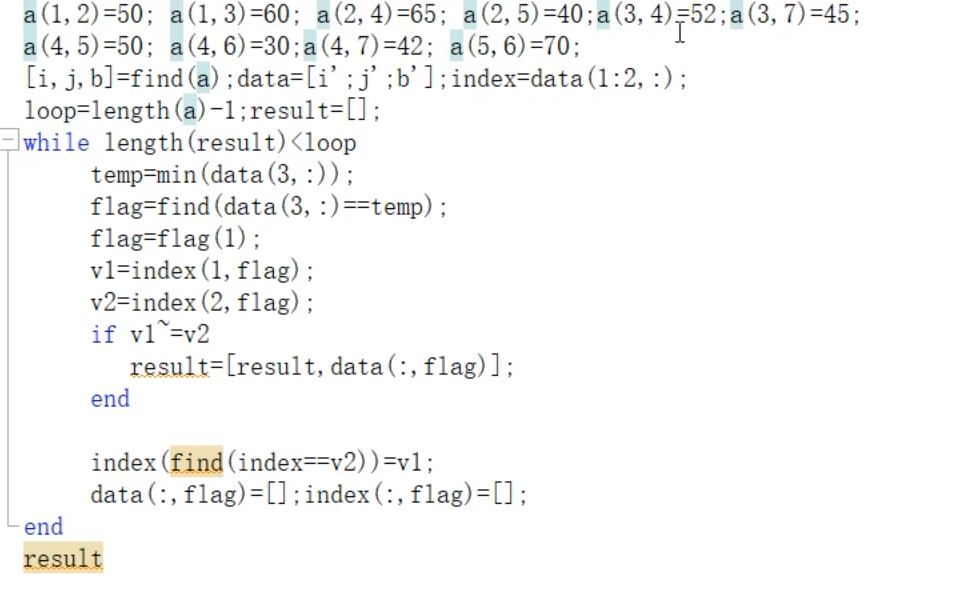 a(1,2)=50; a(1,3)=60; a(2,4)=65; a(2,5)=40;a(3,4)=52;a(3,7)=45;
a(4,5)=50; a(4,6)=30;a(4,7)=42; a(5,6)=70;
[i,j,b]=find(a);data=[i';j';b'];index=data(1:2,:);
loop=length(a)-1;result=[];
while length(result)<loop
temp=min(data(3,:));
flag=find(data(3,:)==temp);
flag=flag(1);
v1=index(1,flag);
v2=index(2,flag);
if v1~=v2
result=[result,data(:,flag)];
end
index(find(index==v2))=v1;
data(:,flag)=[];index(:,flag)=[];
end
result